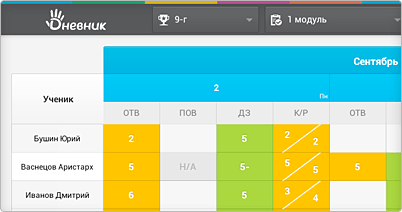 Dневник 9-г 1 модуль
Сентябрь
Ученик 2 Пн
ОТВ ПОВ ДЗ К/Р ОТВ
Бушин Юрий 2 5 2/2
Васнецов Аристарх 5 Н/А 5- 5/5 5
Иванов Дмитрий 6 5 3/4